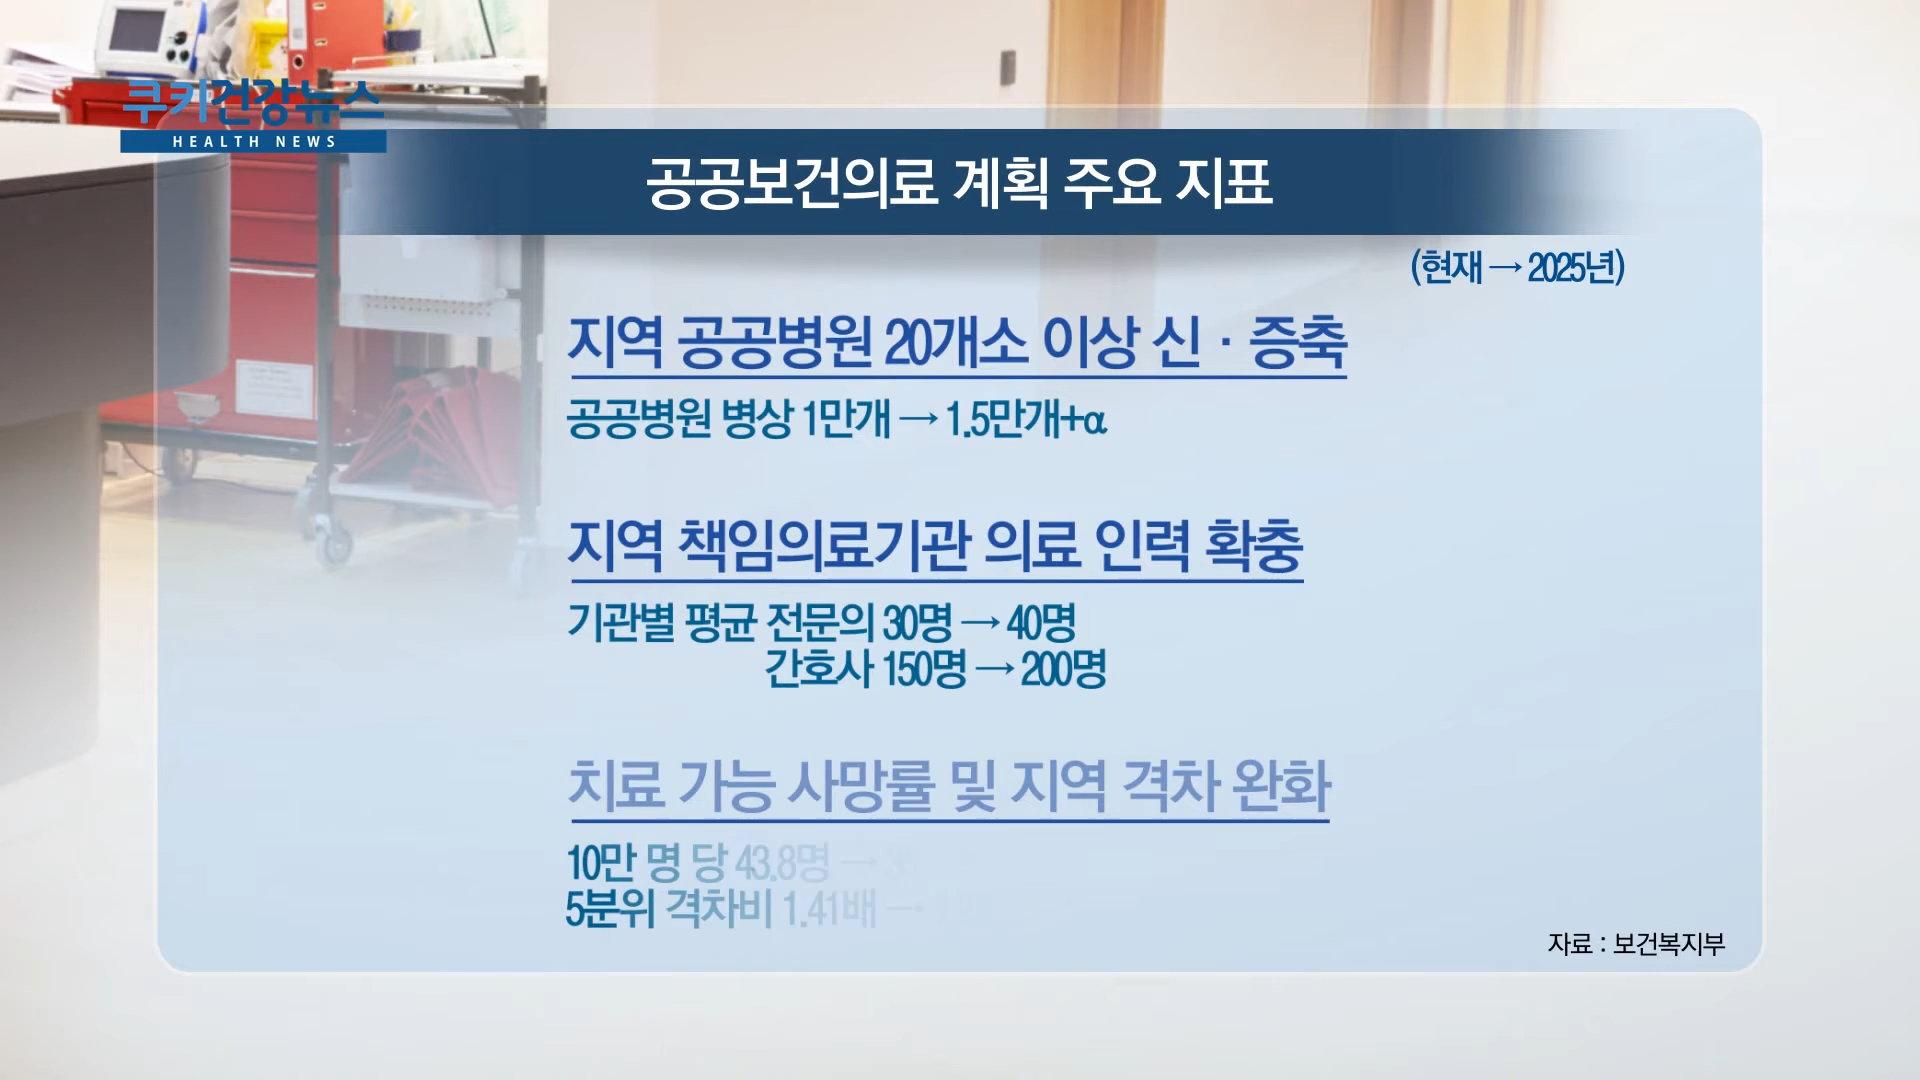 쿠키건강뉴스
HEALTH NEWS
공공보건의료 계획 주요 지표
(현재 → 2025년)
지역 공공병원 20개소 이상 신 · 증축
공공병원 병상 1만개 → 1.5만개+α
지역 책임의료기관 의료 인력 확충
기관별 평균 전문의 30명 → 40명
간호사 150명 → 200명
치료 가능 사망률 및 지역 격차 완화
10만 명 당 43.8명 →
5분위 격차비 1.41배 →
자료 : 보건복지부